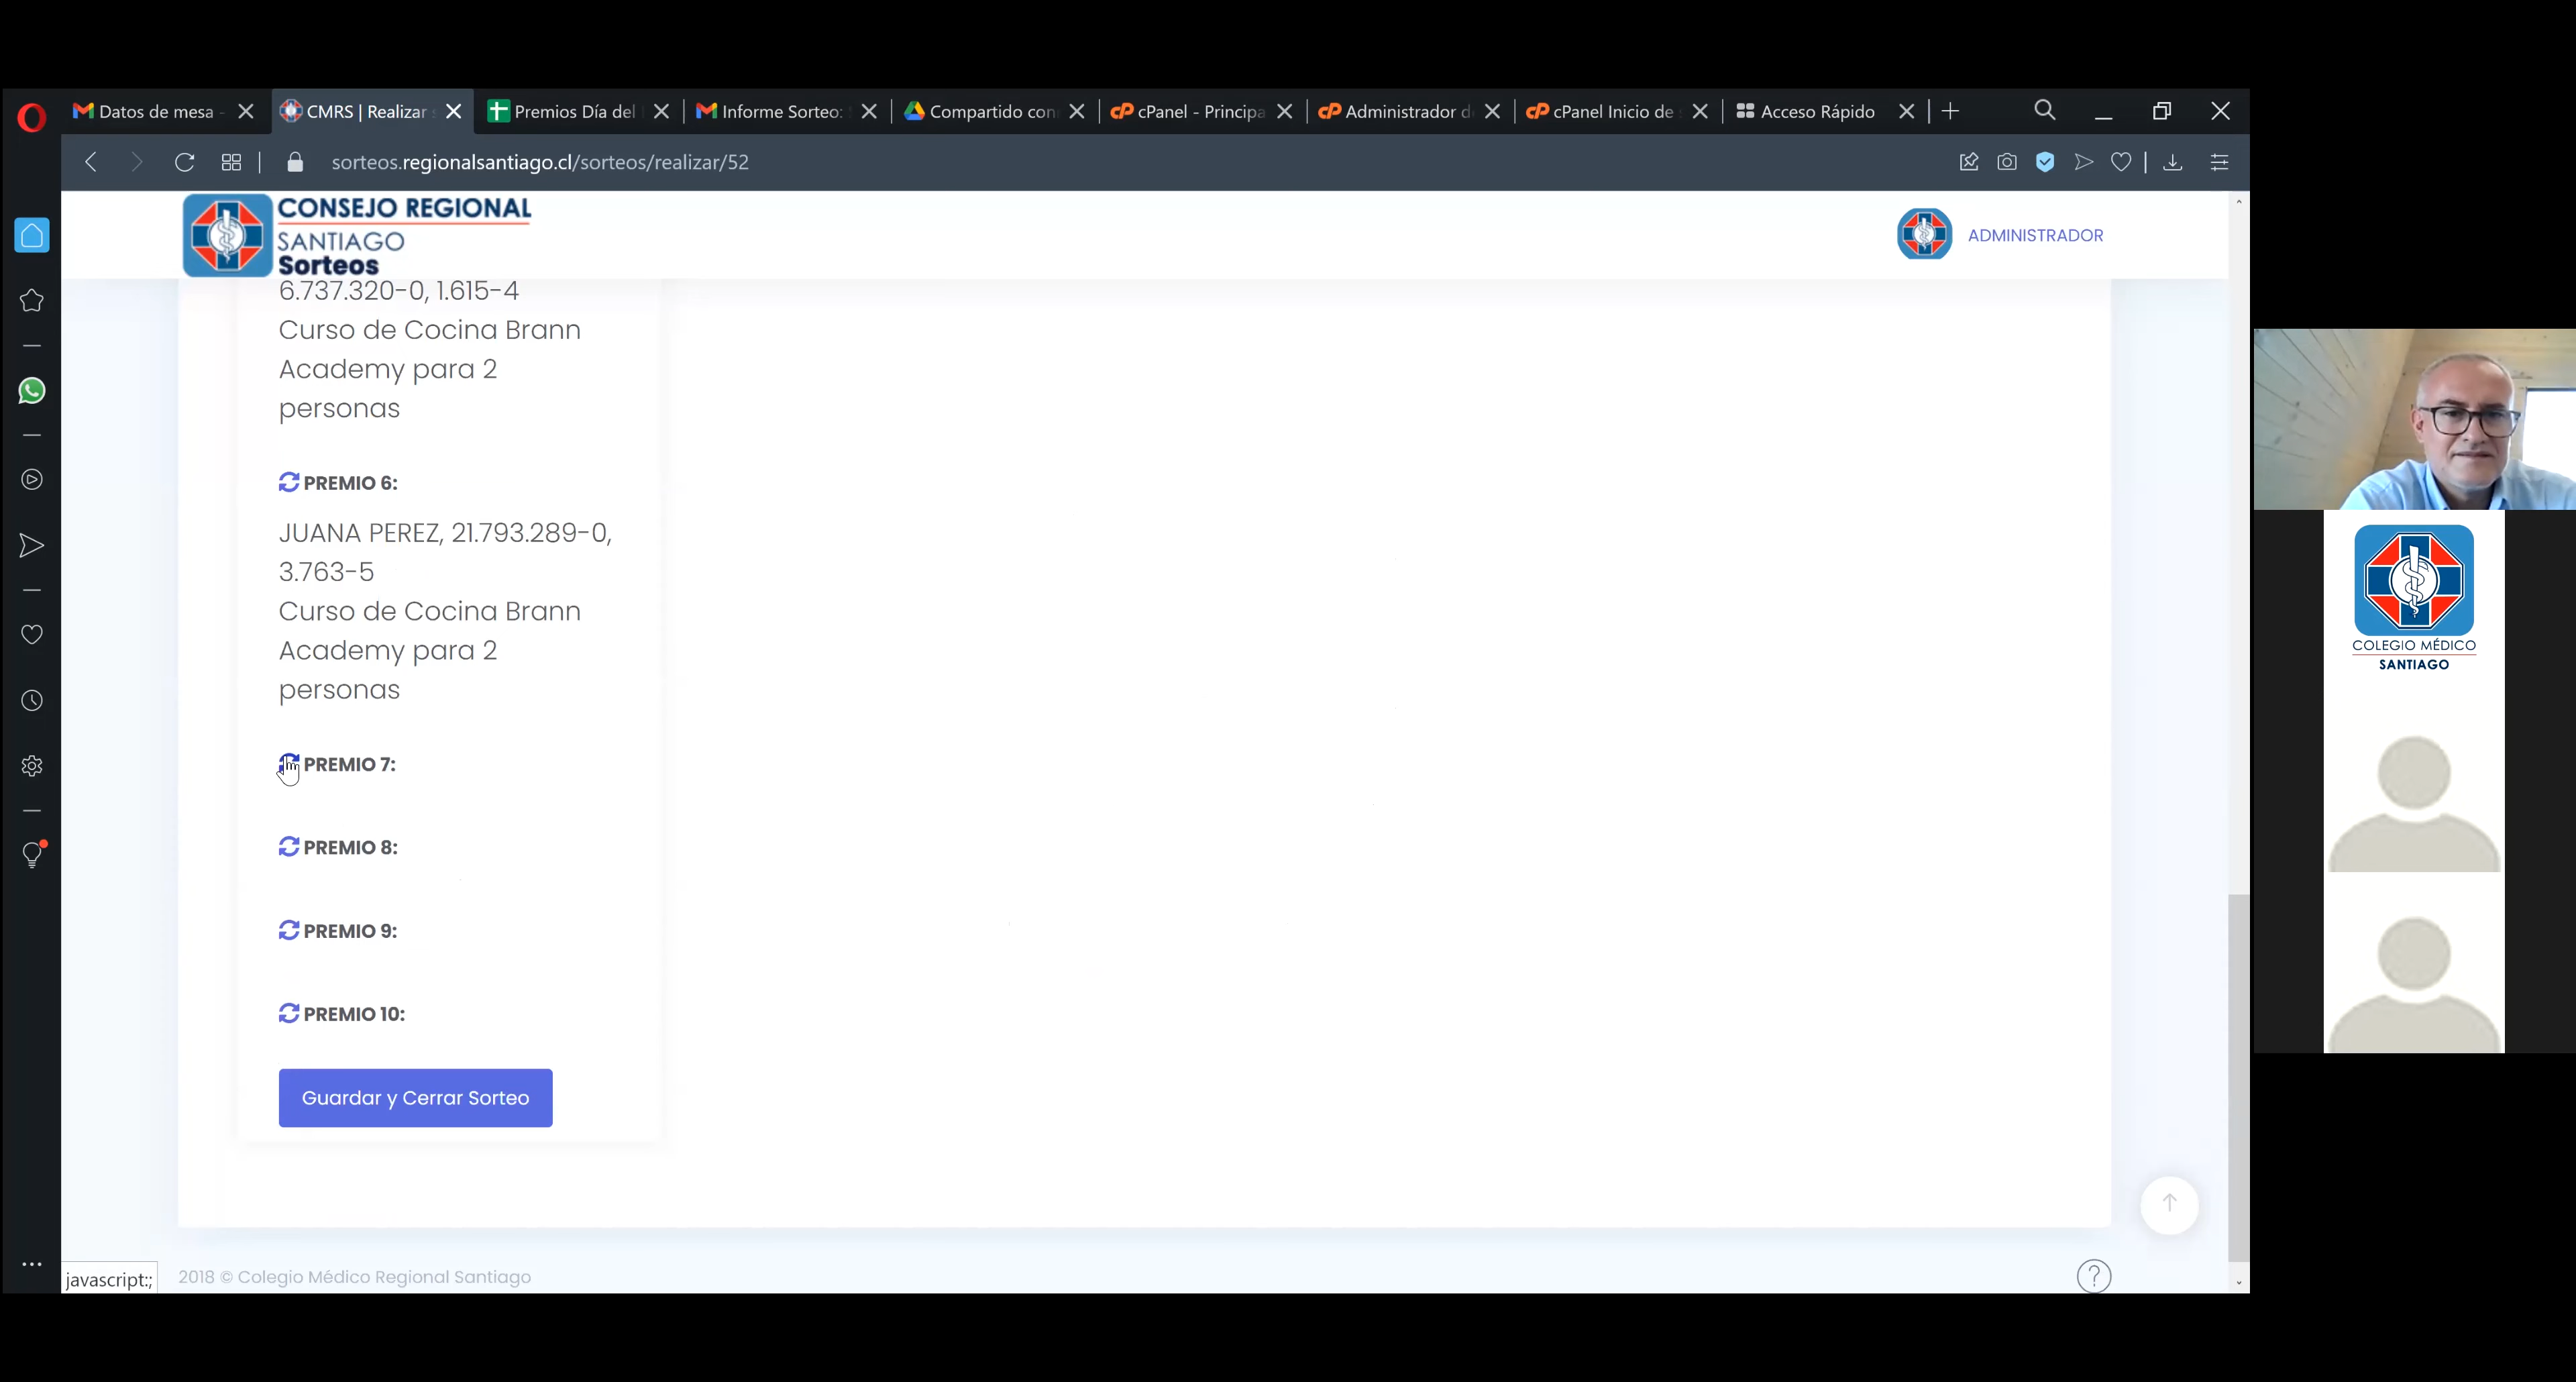 Datos de mesa -
CMRS | Realizar s
Premios Día del
Informe Sorteo:
Compartido con
cPanel - Principa
Administrador d
cPanel Inicio de s
Acceso Rápido
sorteos.regionalsantiago.cl/sorteos/realizar/52
CONSEJO REGIONAL
SANTIAGO
Sorteos
ADMINISTRADOR
6.737.320-0, 1.615-4
Curso de Cocina Brann
Academy para 2
personas
PREMIO 6:
JUANA PEREZ, 21.793.289-0,
3.763-5
Curso de Cocina Brann
Academy para 2
personas
PREMIO 7:
PREMIO 8:
PREMIO 9:
PREMIO 10:
Guardar y Cerrar Sorteo
javascript:;
2018 © Colegio Médico Regional Santiago
COLEGIO MÉDICO
SANTIAGO